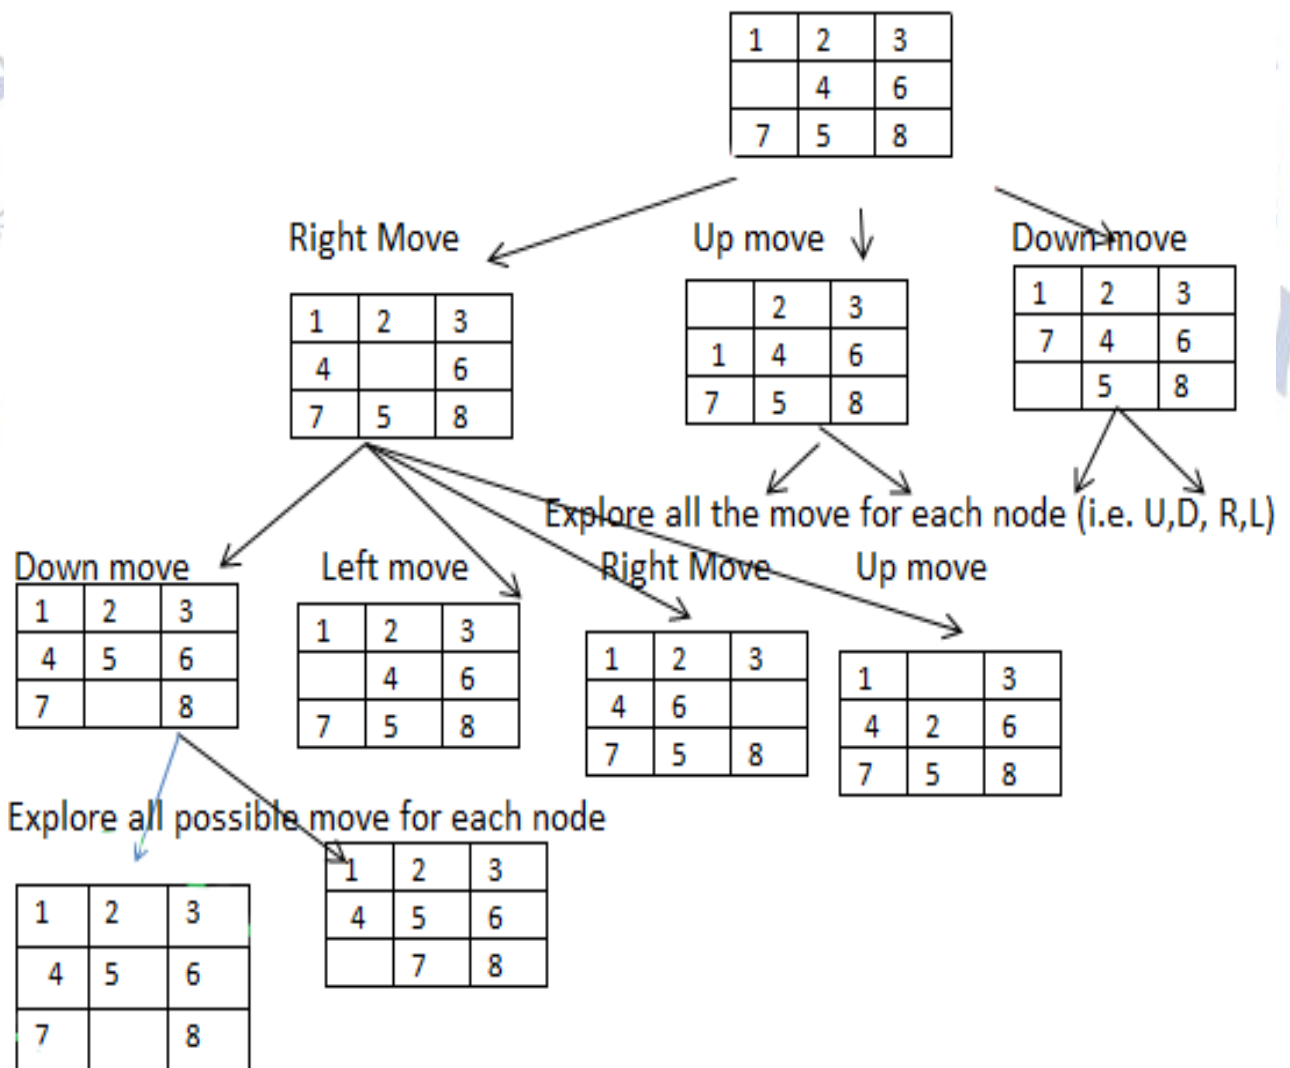 1 2 3
4 6
7 5 8
Right Move
Up move
Down move
1 2 3
4 6
7 5 8
2 3
1 4 6
7 5 8
1 2 3
7 4 6
5 8
Explore all the move for each node (i.e. U,D, R,L)
Down move
Left move
Right Move
Up move
1 2 3
4 5 6
7 8
1 2 3
4 6
7 5 8
1 2 3
4 6
7 5 8
1 3
4 2 6
7 5 8
Explore all possible move for each node
1 2 3
4 5 6
7 8
1 2 3
4 5 6
7 8